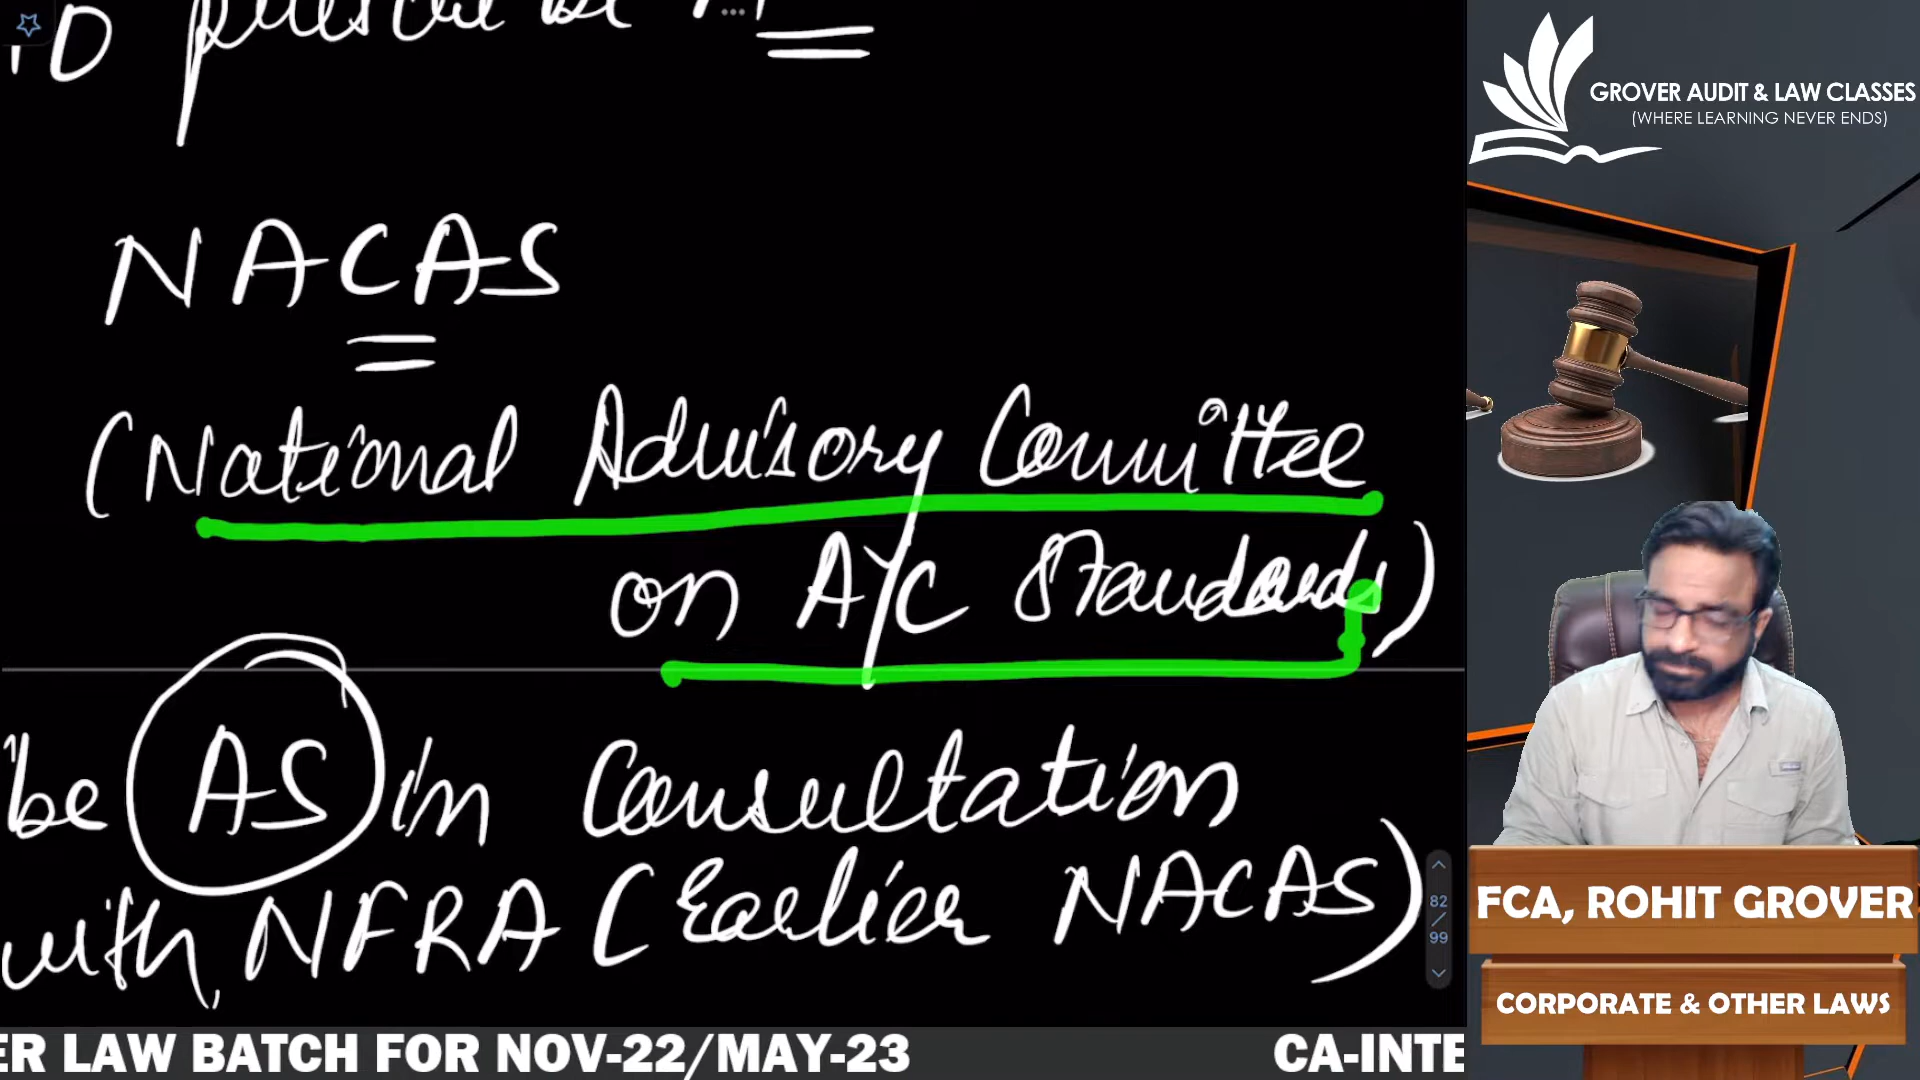 to prescribe
NACAS
(National Advisory Committee
on A/C Standards)
be AS in Consultation
with NFRA (Earlier NACAS)
82
/
99
GROVER AUDIT & LAW CLASSES
(WHERE LEARNING NEVER ENDS)
FCA, ROHIT GROVER
CORPORATE & OTHER LAWS
ER LAW BATCH FOR NOV-22/MAY-23
CA-INTE